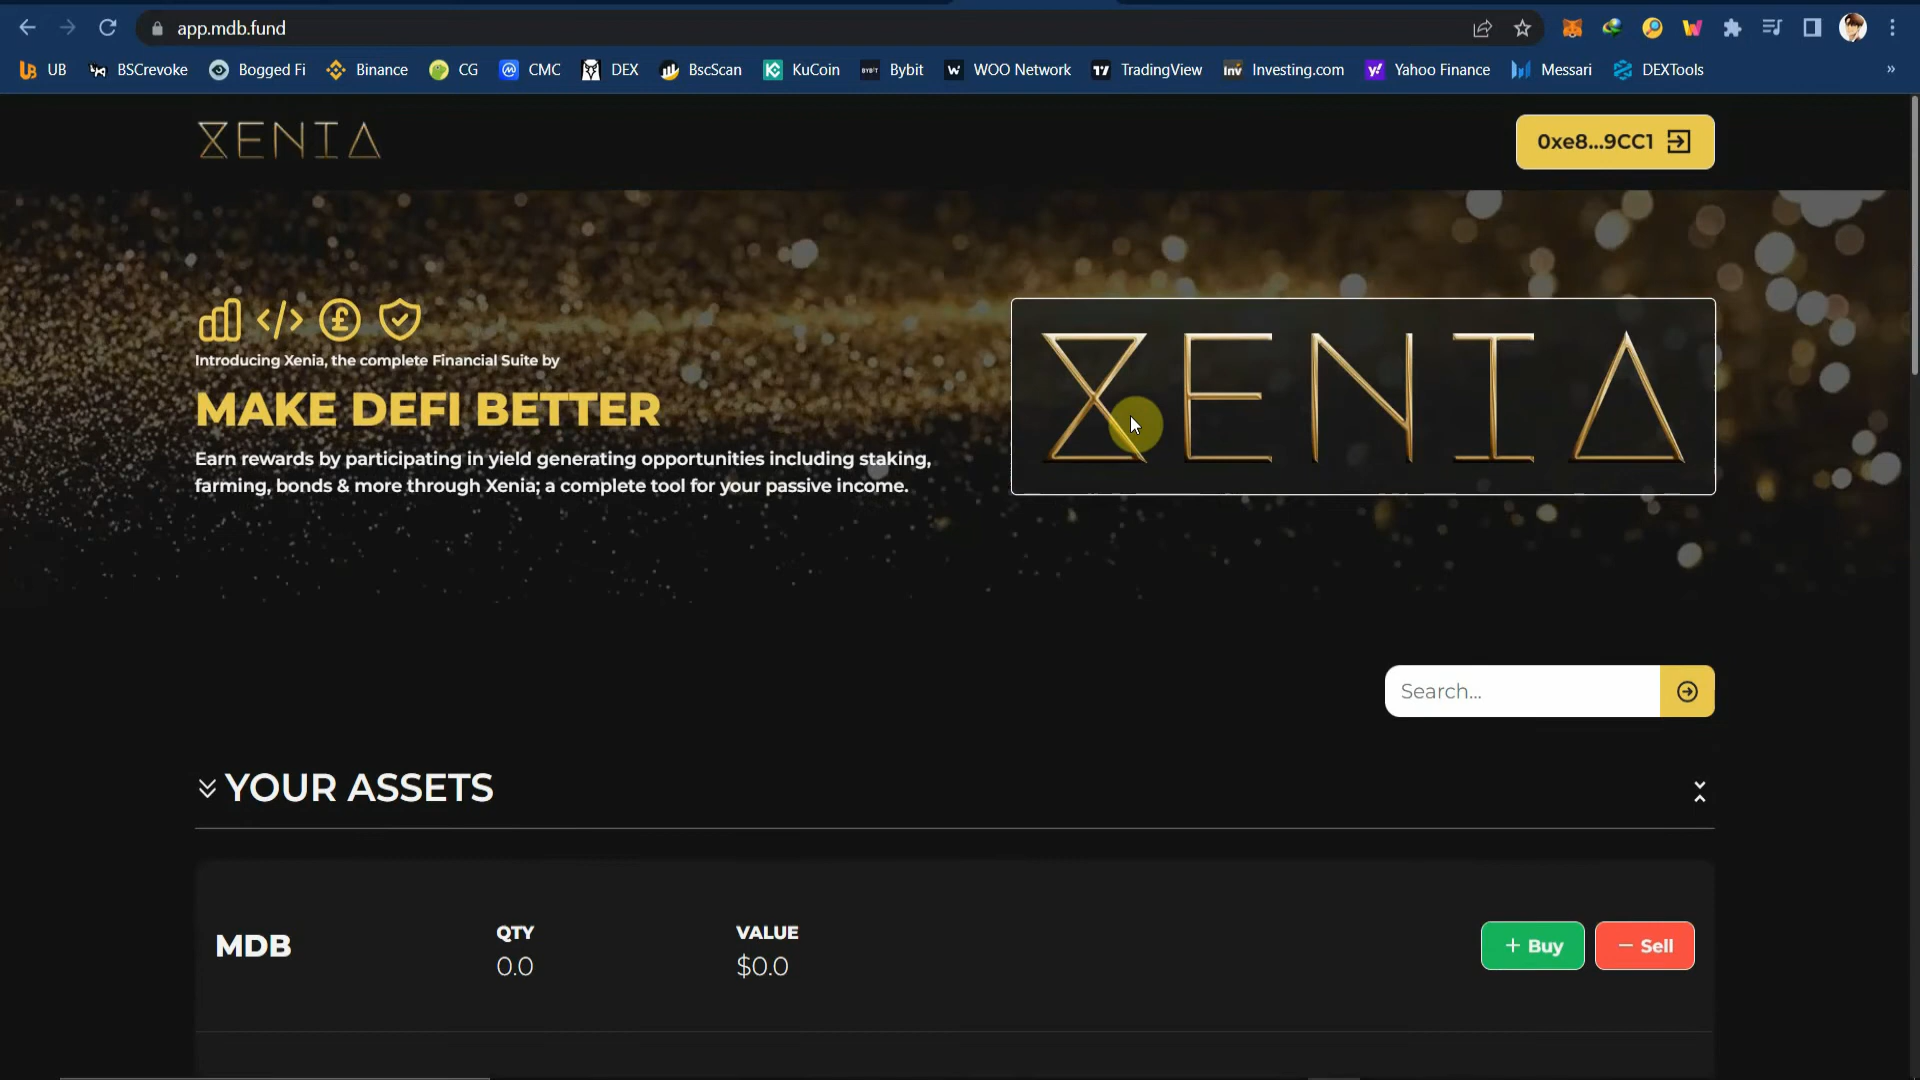 app.mdb.fund
UB BSCrevoke Bogged Fi Binance CG CMC DEX BscScan KuCoin Bybit WOO Network TradingView Investing.com Yahoo Finance Messari DEXTools »
XENIA
0xe8...9CC1
Introducing Xenia, the complete Financial Suite by
MAKE DEFI BETTER
Earn rewards by participating in yield generating opportunities including staking,
farming, bonds & more through Xenia; a complete tool for your passive income.
XENIA
Search...
YOUR ASSETS
MDB
QTY
0.0
VALUE
$0.0
+ Buy
− Sell